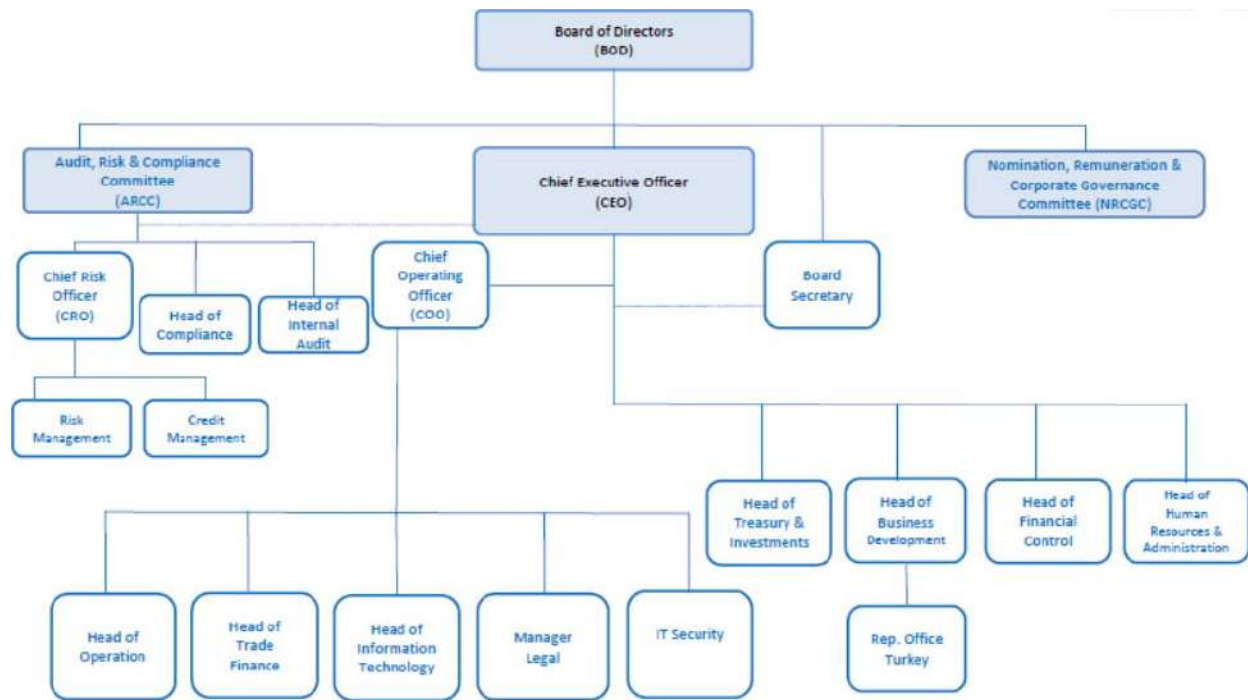 Board of Directors
(BOD)
Audit, Risk & Compliance
Committee
(ARCC)
Chief Executive Officer
(CEO)
Nomination, Remuneration &
Corporate Governance
Committee (NRCGC)
Chief Risk
Officer
(CRO)
Head of
Compliance
Head of
Internal
Audit
Chief
Operating
Officer
(COO)
Board
Secretary
Risk
Management
Credit
Management
Head of
Treasury &
Investments
Head of
Business
Development
Head of
Financial
Control
Head of
Human
Resources &
Administration
Head of
Operation
Head of
Trade
Finance
Head of
Information
Technology
Manager
Legal
IT Security
Rep. Office
Turkey